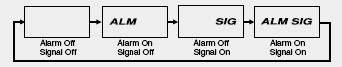 ALM
SIG
ALM SIG
Alarm Off
Signal Off
Alarm On
Signal Off
Alarm Off
Signal On
Alarm On
Signal On